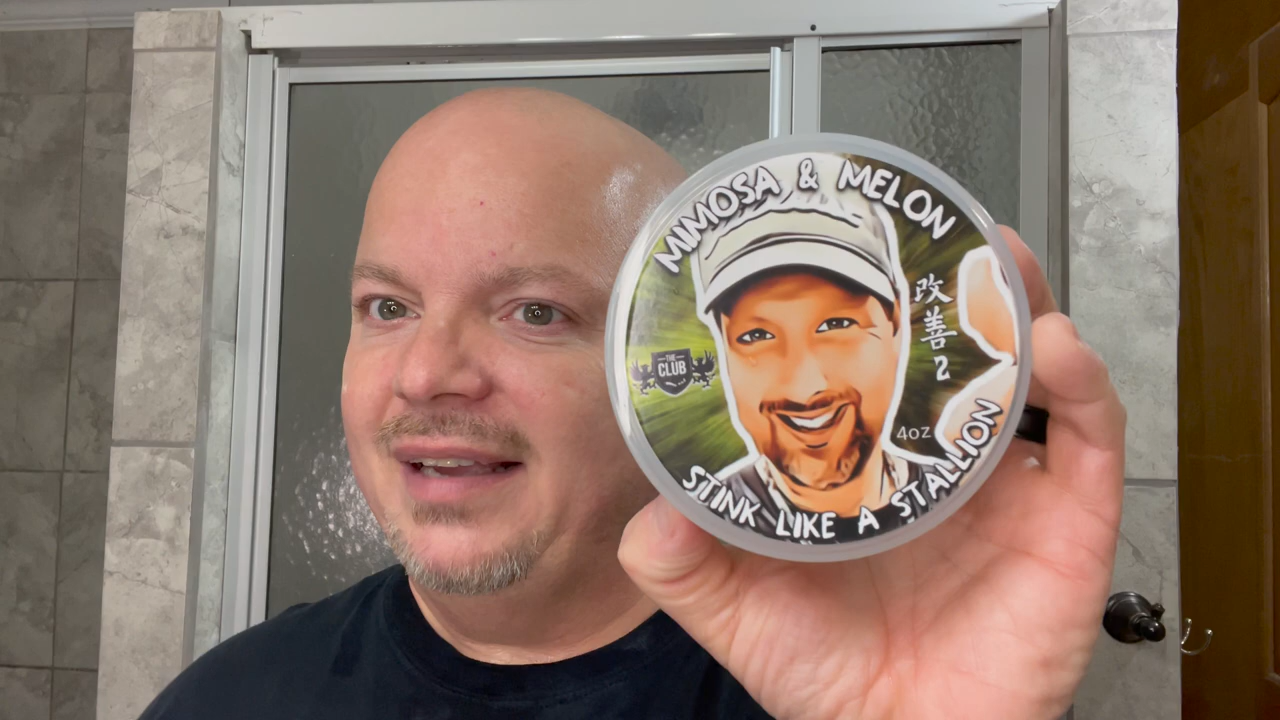 MIMOSA & MELON
改善2
THE
CLUB
4oz
STINK LIKE A STALLION